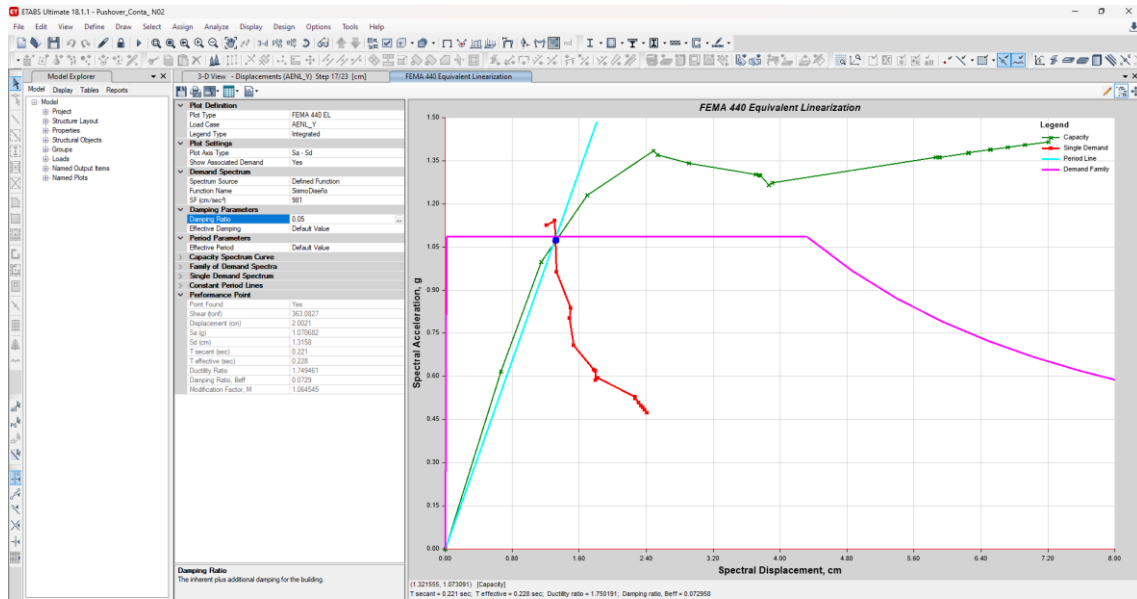 ETABS Ultimate 18.1.1 - Pushover_Conta_ N02
File Edit View Define Draw Select Assign Analyze Display Design Options Tools Help
Model Explorer
Model Display Tables Reports
Model
Project
Structure Layout
Properties
Structural Objects
Groups
Loads
Named Output Items
Named Plots
3-D View - Displacements (AENL_Y) Step 17/23 [cm]
FEMA 440 Equivalent Linearization
Plot Definition
Plot Type FEMA 440 EL
Load Case AENL_Y
Legend Type Integrated
Plot Settings
Plot Axis Type Sa - Sd
Show Associated Demand Yes
Demand Spectrum
Spectrum Source Defined Function
Function Name SismoDiseño
SF (cm/sec²) 981
Damping Parameters
Damping Ratio 0.05
Effective Damping Default Value
Period Parameters
Effective Period Default Value
Capacity Spectrum Curve
Family of Demand Spectra
Single Demand Spectrum
Constant Period Lines
Performance Point
Point Found Yes
Shear (tonf) 363.0827
Displacement (cm) 2.0021
Sa (g) 1.070682
Sd (cm) 1.3158
T secant (sec) 0.221
T effective (sec) 0.228
Ductility Ratio 1.749461
Damping Ratio, Beff 0.0729
Modification Factor, M 1.064545
Damping Ratio
The inherent plus additional damping for the building.
FEMA 440 Equivalent Linearization
Legend
Capacity
Single Demand
Period Line
Demand Family
Spectral Acceleration, g
1.50
1.35
1.20
1.05
0.90
0.75
0.60
0.45
0.30
0.15
0.00
0.00 0.80 1.60 2.40 3.20 4.00 4.80 5.60 6.40 7.20 8.00
Spectral Displacement, cm
(1.321555, 1.073091) [Capacity]
T secant = 0.221 sec; T effective = 0.228 sec; Ductility ratio = 1.750191; Damping ratio, Beff = 0.072958